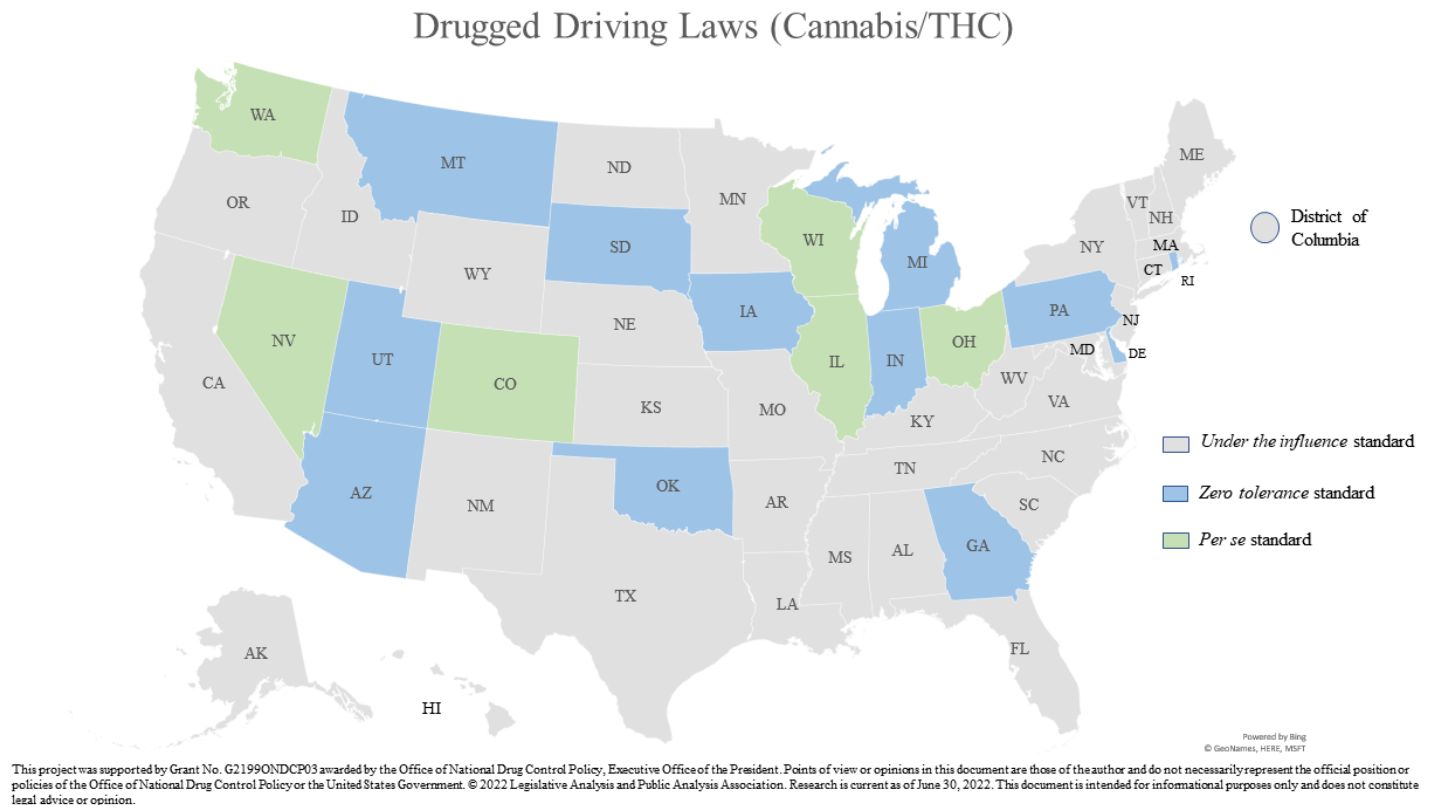 Drugged Driving Laws (Cannabis/THC)
WA
MT
ND
MN
ME
OR
ID
SD
WI
MI
VT
NH
NY
MA
CT
RI
District of
Columbia
WY
IA
NE
PA
NJ
NV
UT
CO
IL
IN
OH
MD
DE
WV
VA
CA
KS
MO
KY
NC
TN
AZ
NM
OK
AR
SC
MS
AL
GA
TX
LA
FL
AK
HI
Under the influence standard
Zero tolerance standard
Per se standard
Powered by Bing
© GeoNames, HERE, MSFT
This project was supported by Grant No. G2199ONDCP03 awarded by the Office of National Drug Control Policy, Executive Office of the President. Points of view or opinions in this document are those of the author and do not necessarily represent the official position or
policies of the Office of National Drug Control Policy or the United States Government. © 2022 Legislative Analysis and Public Analysis Association. Research is current as of June 30, 2022. This document is intended for informational purposes only and does not constitute
legal advice or opinion.